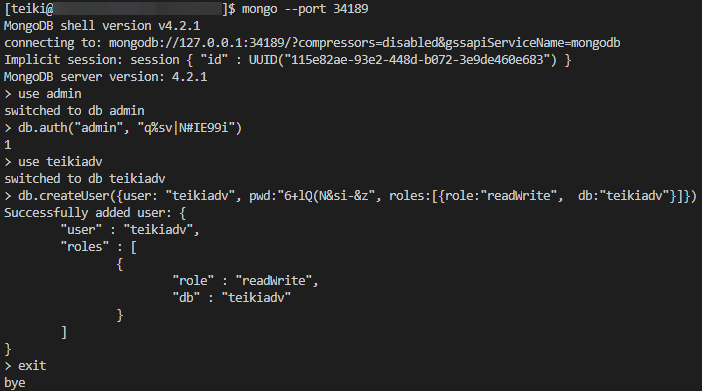 [teiki@ ]$ mongo --port 34189
MongoDB shell version v4.2.1
connecting to: mongodb://127.0.0.1:34189/?compressors=disabled&gssapiServiceName=mongodb
Implicit session: session { "id" : UUID("115e82ae-93e2-448d-b072-3e9de460e683") }
MongoDB server version: 4.2.1
> use admin
switched to db admin
> db.auth("admin", "q%sv|N#IE99i")
1
> use teikiadv
switched to db teikiadv
> db.createUser({user: "teikiadv", pwd:"6+lQ(N&si-&z", roles:[{role:"readWrite",  db:"teikiadv"}]})
Successfully added user: {
        "user" : "teikiadv",
        "roles" : [
                {
                        "role" : "readWrite",
                        "db" : "teikiadv"
                }
        ]
}
> exit
bye